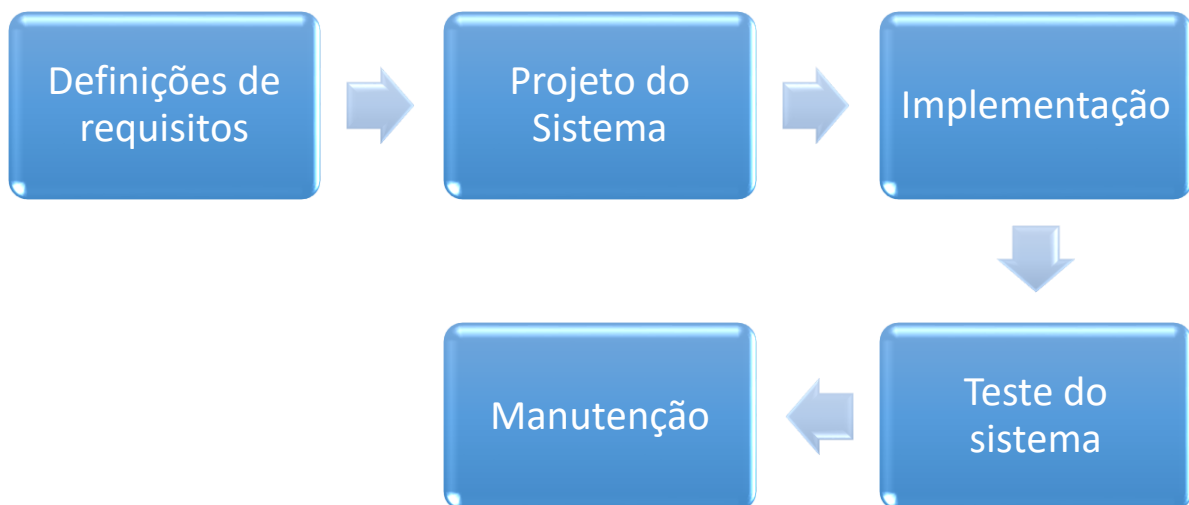 Definições de
requisitos
Projeto do
Sistema
Implementação
Teste do
sistema
Manutenção